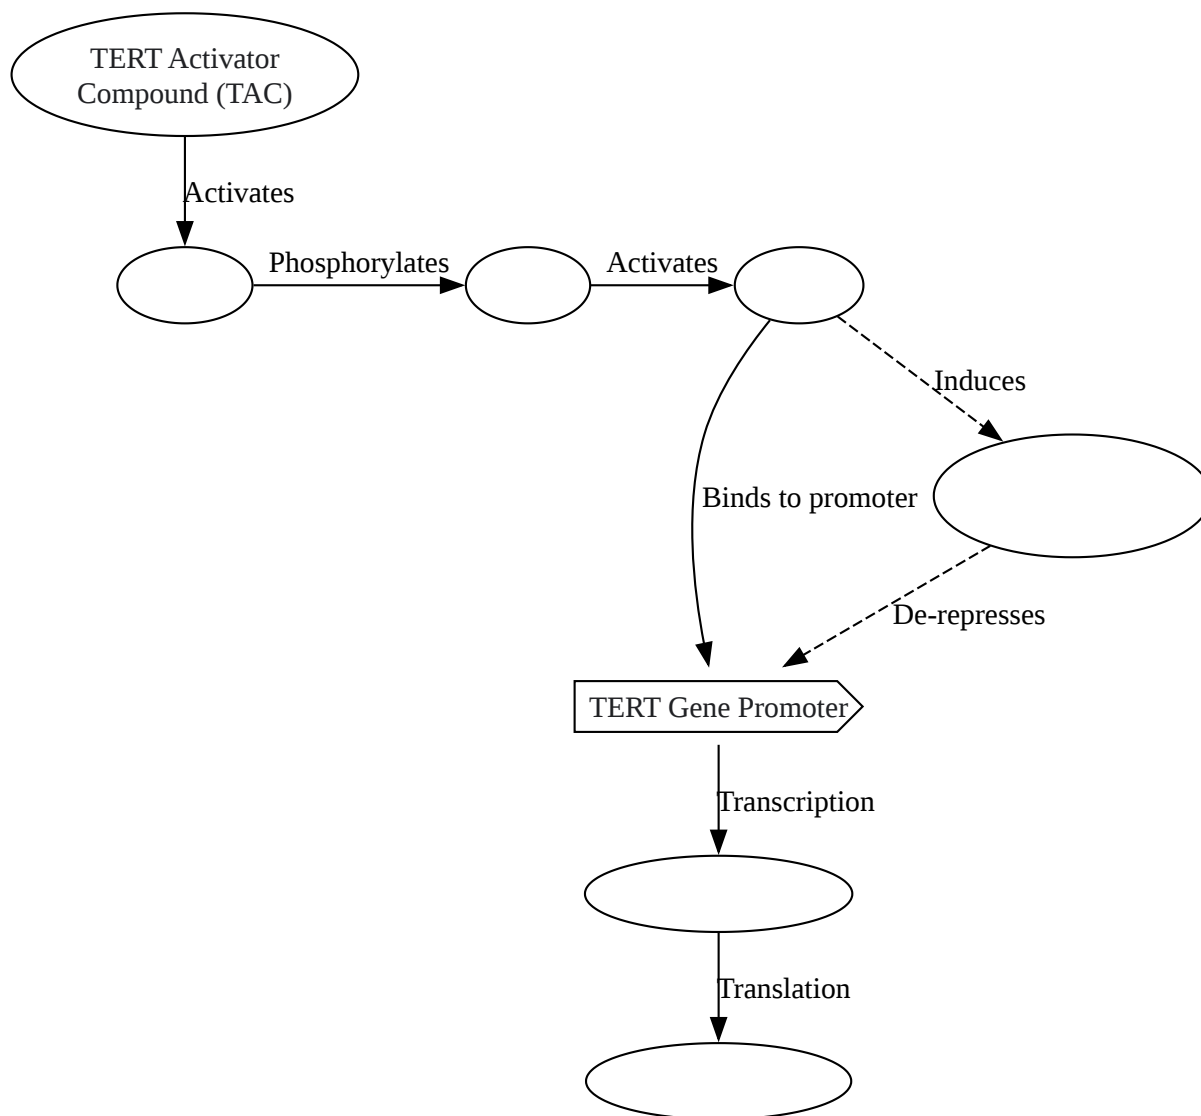 TERT Activator
Compound (TAC)
Activates
Phosphorylates
Activates
Induces
Binds to promoter
De-represses
TERT Gene Promoter
Transcription
Translation